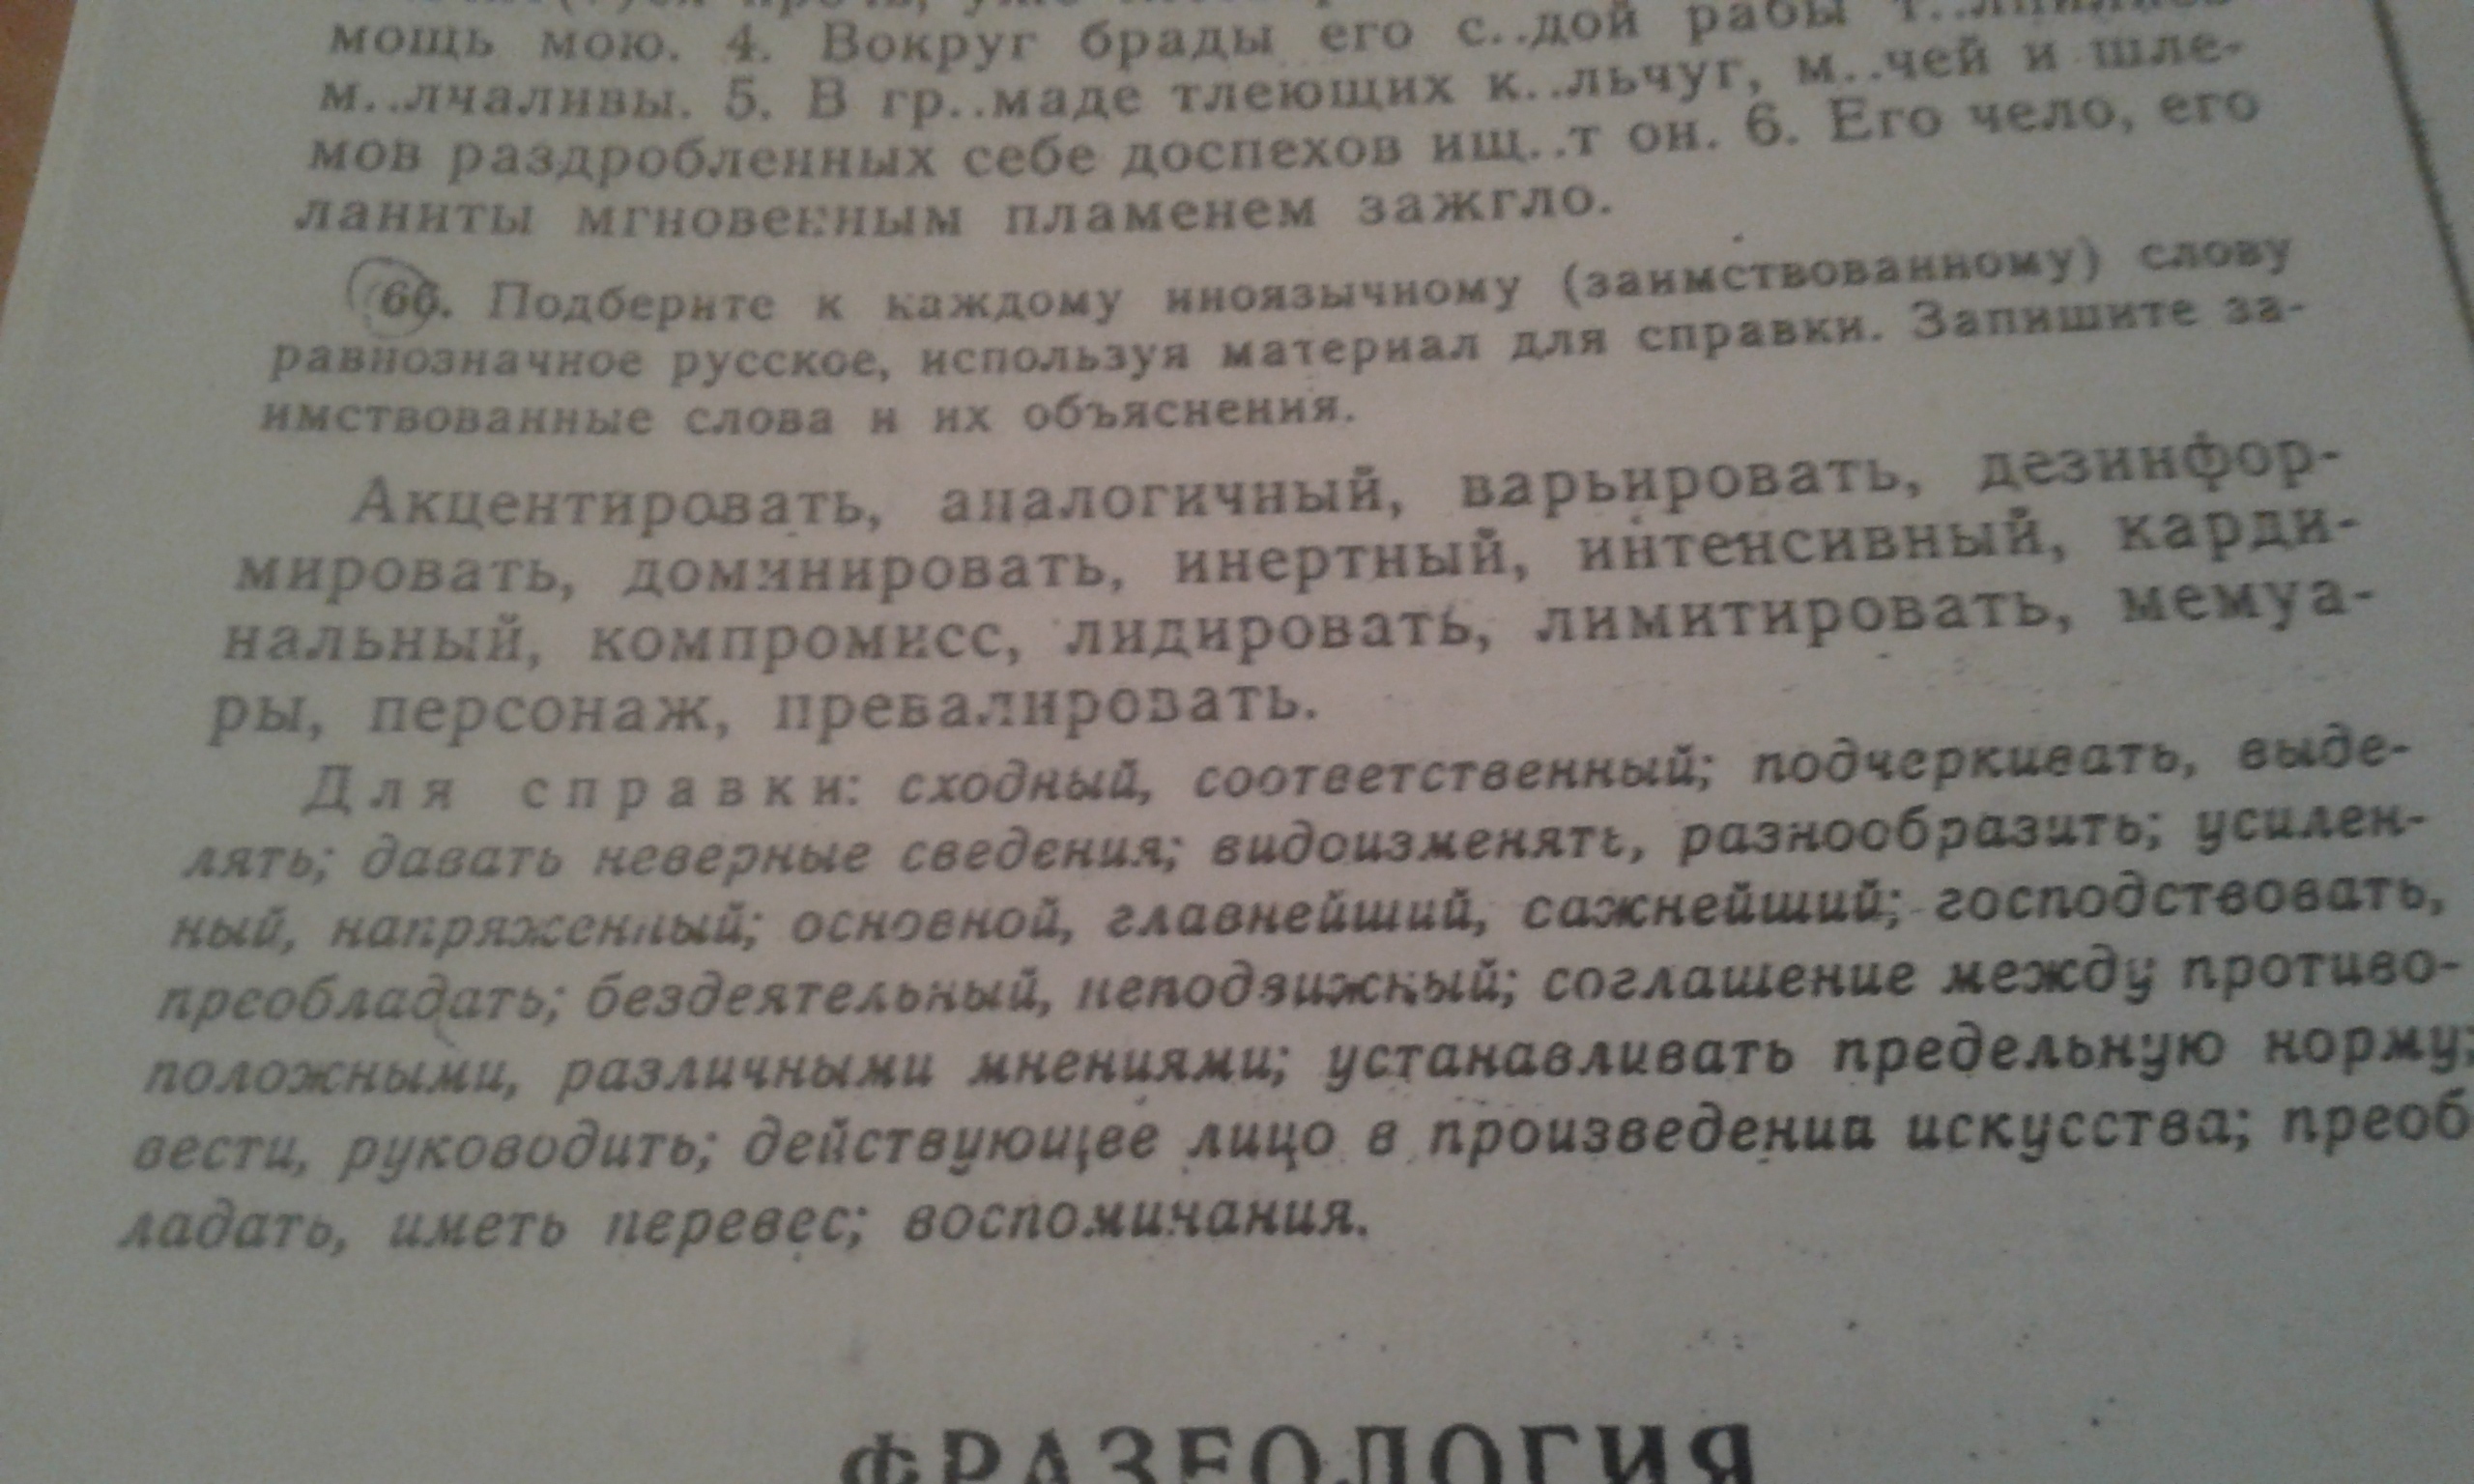 мощь мою. 4. Вокруг брады его с..дой рабы
м..лчаливы. 5. В гр..маде тлеющих к..льчуг, м..чей и шле-
мов раздробленных себе доспехов ищ..т он. 6. Его чело, его
ланиты мгновенным пламенем зажгло.
66. Подберите к каждому иноязычному (заимствованному) слову
равнозначное русское, используя материал для справки. Запишите за-
имствованные слова и их объяснения.
Акцентировать, аналогичный, варьировать, дезинфор-
мировать, доминировать, инертный, интенсивный, карди-
нальный, компромисс, лидировать, лимитировать, мемуа-
ры, персонаж, превалировать.
Для справки: сходный, соответственный; подчеркивать, выде-
лять; давать неверные сведения; видоизменять, разнообразить; усилен-
ный, напряженный; основной, главнейший, сажнейший; господствовать,
преобладать; бездеятельный, неподвижный; соглашение между противо-
положными, различными мнениями; устанавливать предельную норму;
вести, руководить; действующее лицо в произведении искусства; преоб
ладать, иметь перевес; воспоминания.
ФРАЗЕОЛОГИЯ